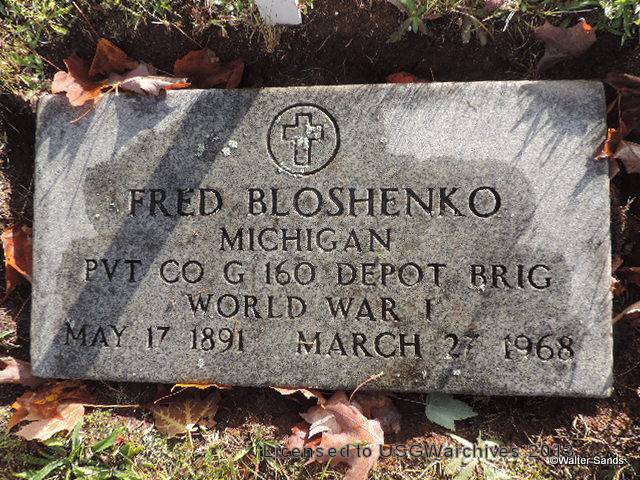 FRED BLOSHENKO
MICHIGAN
PVT CO G 160 DEPOT BRIG
WORLD WAR I
MAY 17 1891 MARCH 27 1968
Licensed to USGWarchives
©Walter Sands